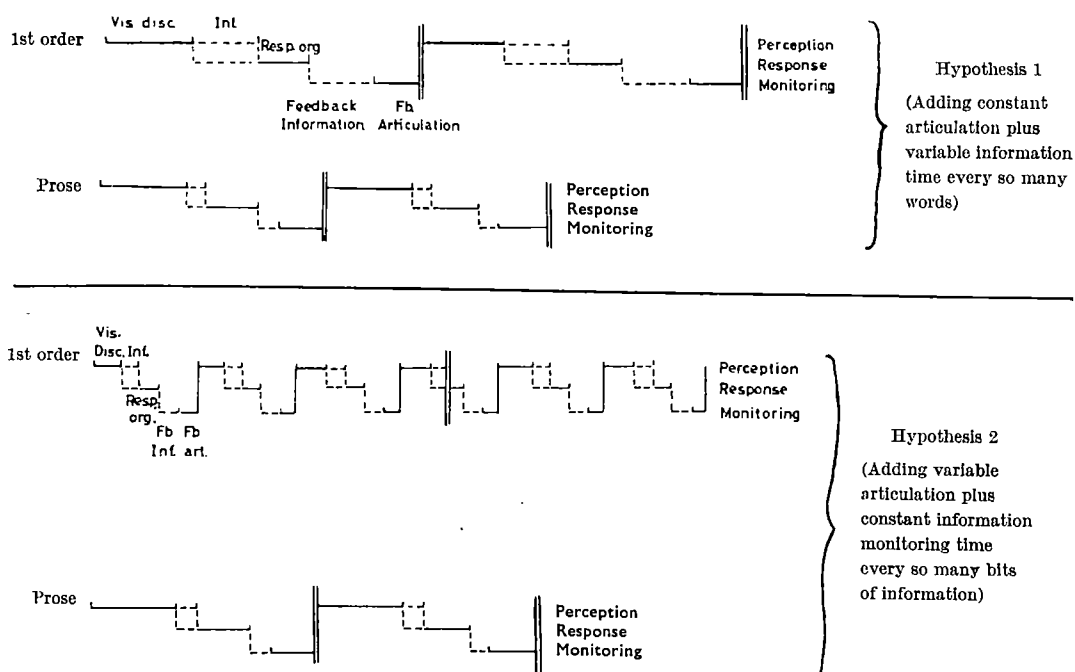 Vis. disc. Inf.
1st order
Resp. org
Perception
Response
Monitoring
Feedback Fb.
Information Articulation
Prose
Perception
Response
Monitoring
Hypothesis 1
(Adding constant
articulation plus
variable information
time every so many
words)
Vis.
1st order
Disc. Inf.
Resp.
org.
Fb Fb
Inf. art.
Perception
Response
Monitoring
Prose
Perception
Response
Monitoring
Hypothesis 2
(Adding variable
articulation plus
constant information
monitoring time
every so many bits
of information)